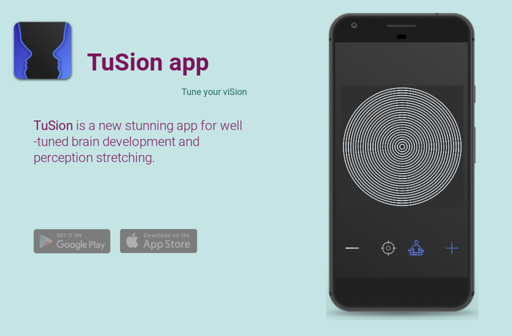 TuSion app
Tune your viSion
TuSion is a new stunning app for well
-tuned brain development and
perception stretching.
GET IT ON
Google Play
Download on the
App Store